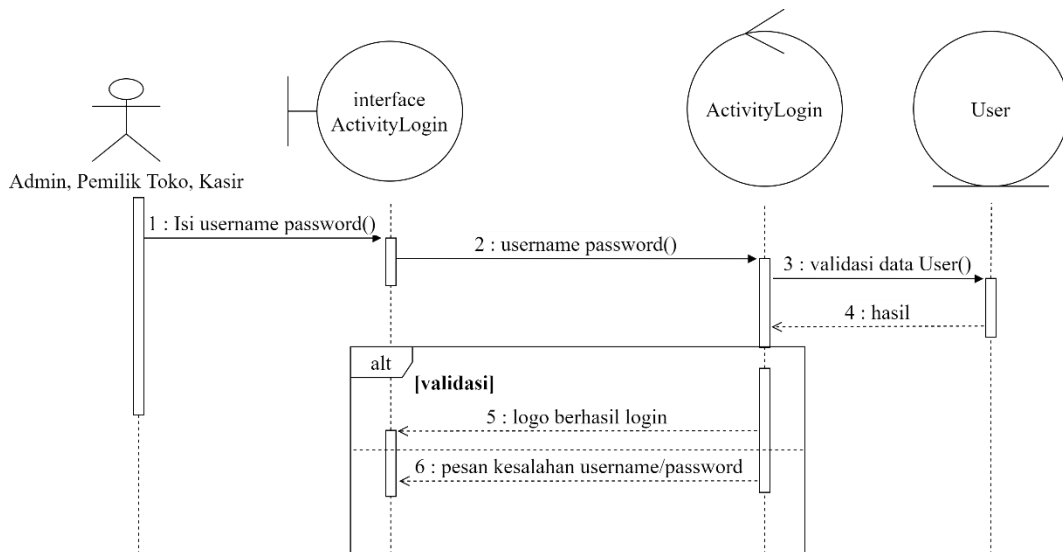 interface
ActivityLogin
ActivityLogin
User
Admin, Pemilik Toko, Kasir
1 : Isi username password()
2 : username password()
3 : validasi data User()
4 : hasil
alt
[validasi]
5 : logo berhasil login
6 : pesan kesalahan username/password